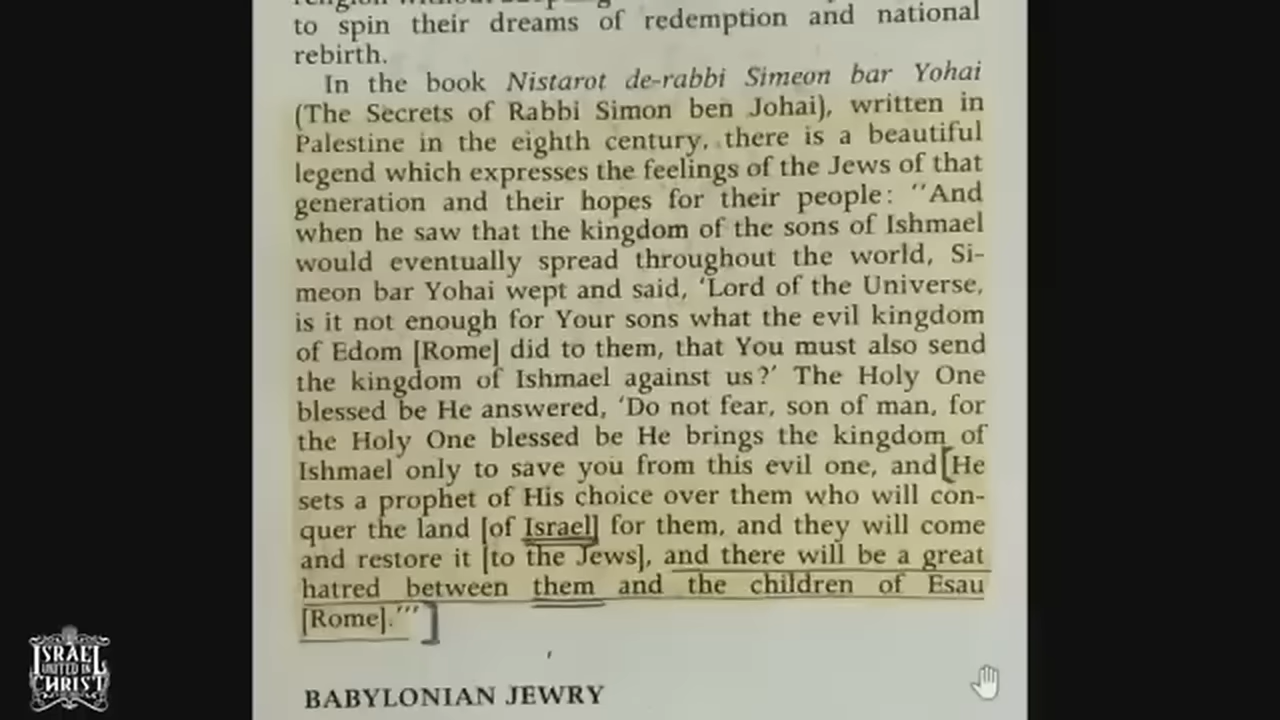 to spin their dreams of redemption and national
rebirth.
In the book Nistarot de-rabbi Simeon bar Yohai
(The Secrets of Rabbi Simon ben Johai), written in
Palestine in the eighth century, there is a beautiful
legend which expresses the feelings of the Jews of that
generation and their hopes for their people: "And
when he saw that the kingdom of the sons of Ishmael
would eventually spread throughout the world, Si-
meon bar Yohai wept and said, 'Lord of the Universe,
is it not enough for Your sons what the evil kingdom
of Edom [Rome] did to them, that You must also send
the kingdom of Ishmael against us?' The Holy One
blessed be He answered, 'Do not fear, son of man, for
the Holy One blessed be He brings the kingdom of
Ishmael only to save you from this evil one, and [He
sets a prophet of His choice over them who will con-
quer the land [of Israel] for them, and they will come
and restore it [to the Jews], and there will be a great
hatred between them and the children of Esau
[Rome].'"]
BABYLONIAN JEWRY
ISRAEL
UNITED IN
CHRIST